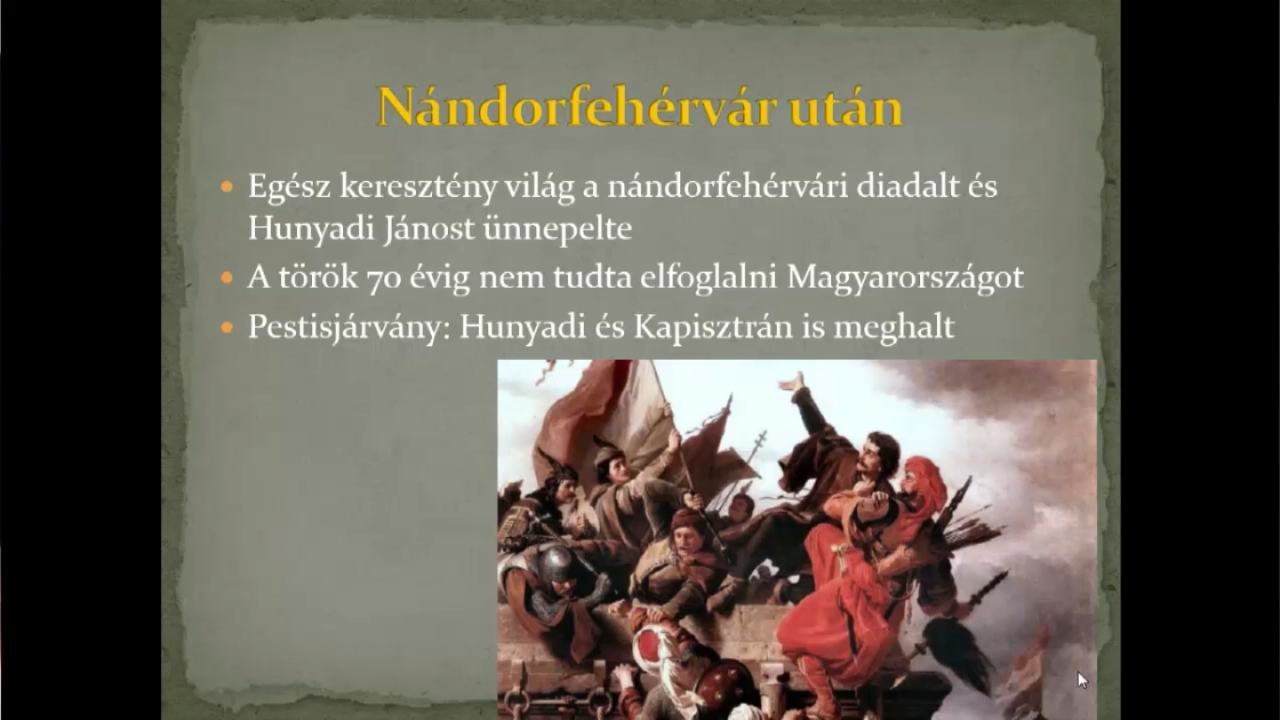 Nándorfehérvár után
• Egész keresztény világ a nándorfehérvári diadalt és
Hunyadi Jánost ünnepelte
• A török 70 évig nem tudta elfoglalni Magyarországot
• Pestisjárvány: Hunyadi és Kapisztrán is meghalt